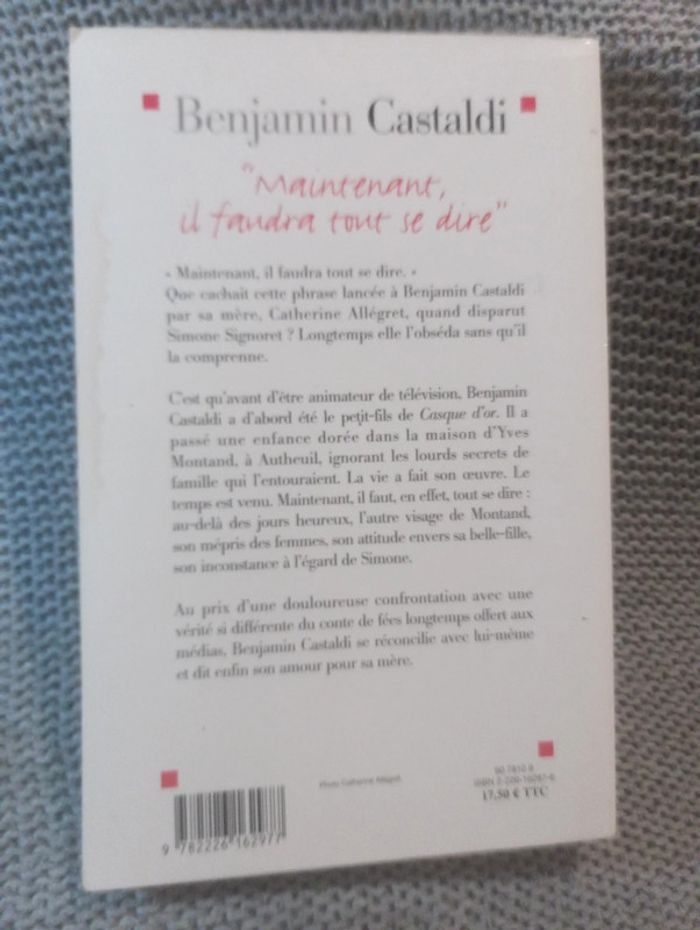 Benjamin Castaldi
"Maintenant,
il faudra tout se dire"
« Maintenant, il faudra tout se dire. »
Que cachait cette phrase lancée à Benjamin Castaldi
par sa mère, Catherine Allégret, quand disparut
Simone Signoret ? Longtemps elle l'obséda sans qu'il
la comprenne.
C'est qu'avant d'être animateur de télévision, Benjamin
Castaldi a d'abord été le petit-fils de Casque d'or. Il a
passé une enfance dorée dans la maison d'Yves
Montand, à Autheuil, ignorant les lourds secrets de
famille qui l'entouraient. La vie a fait son œuvre. Le
temps est venu. Maintenant, il faut, en effet, tout se dire :
au-delà des jours heureux, l'autre visage de Montand,
son mépris des femmes, son attitude envers sa belle-fille,
son inconstance à l'égard de Simone.
Au prix d'une douloureuse confrontation avec une
vérité si différente du conte de fées longtemps offert aux
médias, Benjamin Castaldi se réconcilie avec lui-même
et dit enfin son amour pour sa mère.
Photo Catherine Allégret
ISBN
17,50 € TTC
9 782226 162977